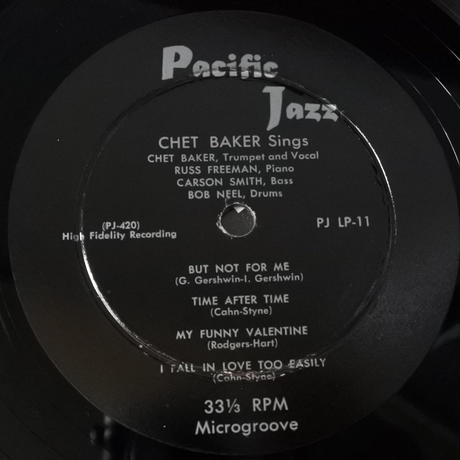 Pacific
Jazz
CHET BAKER Sings
CHET BAKER, Trumpet and Vocal
RUSS FREEMAN, Piano
CARSON SMITH, Bass
BOB NEEL, Drums
(PJ-420)
High Fidelity Recording
PJ LP-11
BUT NOT FOR ME
(G. Gershwin-I. Gershwin)
TIME AFTER TIME
(Cahn-Styne)
MY FUNNY VALENTINE
(Rodgers-Hart)
I FALL IN LOVE TOO EASILY
(Cahn-Styne)
33⅓ RPM
Microgroove